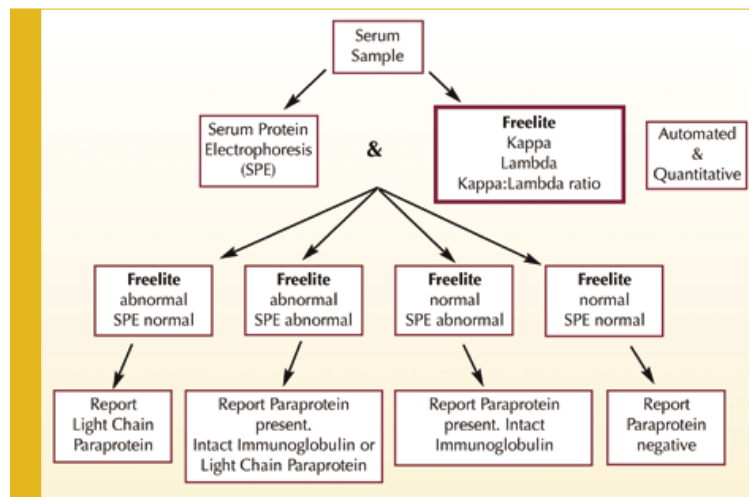 Serum
Sample
Serum Protein
Electrophoresis
(SPE)
&
Freelite
Kappa
Lambda
Kappa:Lambda ratio
Automated
&
Quantitative
Freelite
abnormal
SPE normal
Freelite
abnormal
SPE abnormal
Freelite
normal
SPE abnormal
Freelite
normal
SPE normal
Report
Light Chain
Paraprotein
Report Paraprotein
present.
Intact Immunoglobulin or
Light Chain Paraprotein
Report Paraprotein
present. Intact
Immunoglobulin
Report
Paraprotein
negative